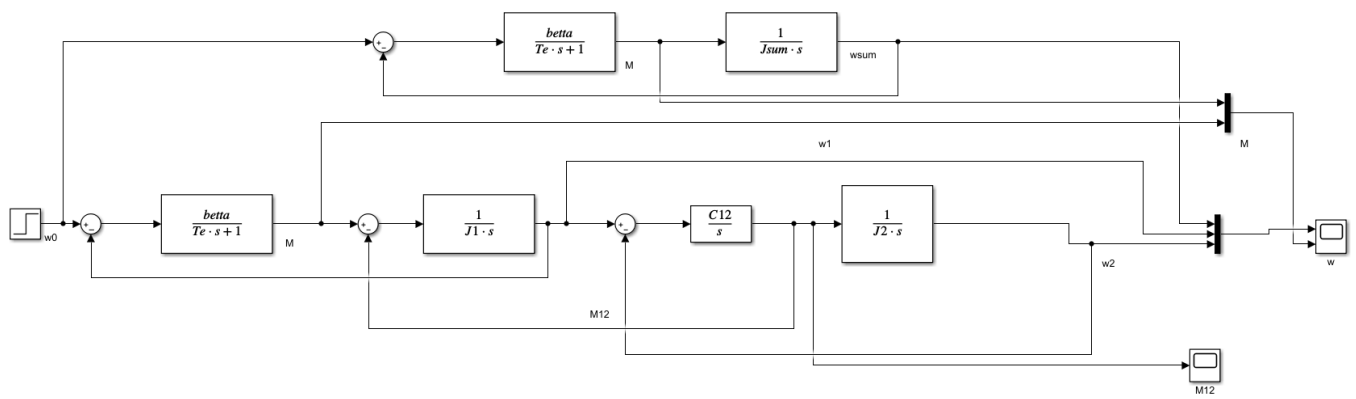 +
−
betta
Te · s + 1
M
1
Jsum · s
wsum
M
w1
w0
+
−
betta
Te · s + 1
M
+
−
1
J1 · s
+
−
C12
s
1
J2 · s
w2
w
M12
M12